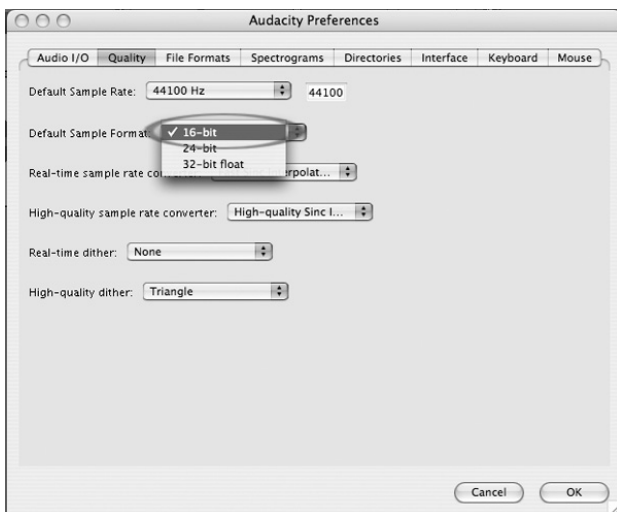 Audacity Preferences
Audio I/O Quality File Formats Spectrograms Directories Interface Keyboard Mouse
Default Sample Rate: 44100 Hz 44100
Default Sample Format: ✓ 16-bit
24-bit
32-bit float
Real-time sample rate
High-quality sample rate converter: High-quality Sinc I...
Real-time dither: None
High-quality dither: Triangle
Cancel OK